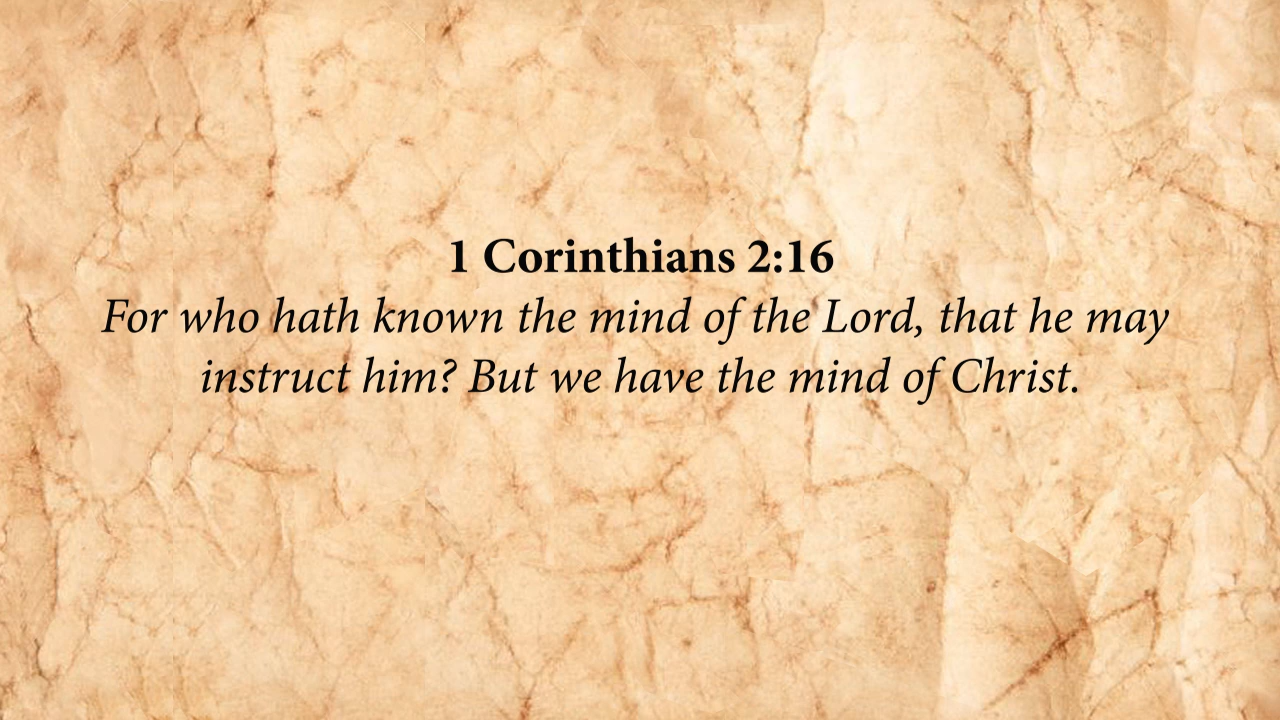 1 Corinthians 2:16
For who hath known the mind of the Lord, that he may
instruct him? But we have the mind of Christ.